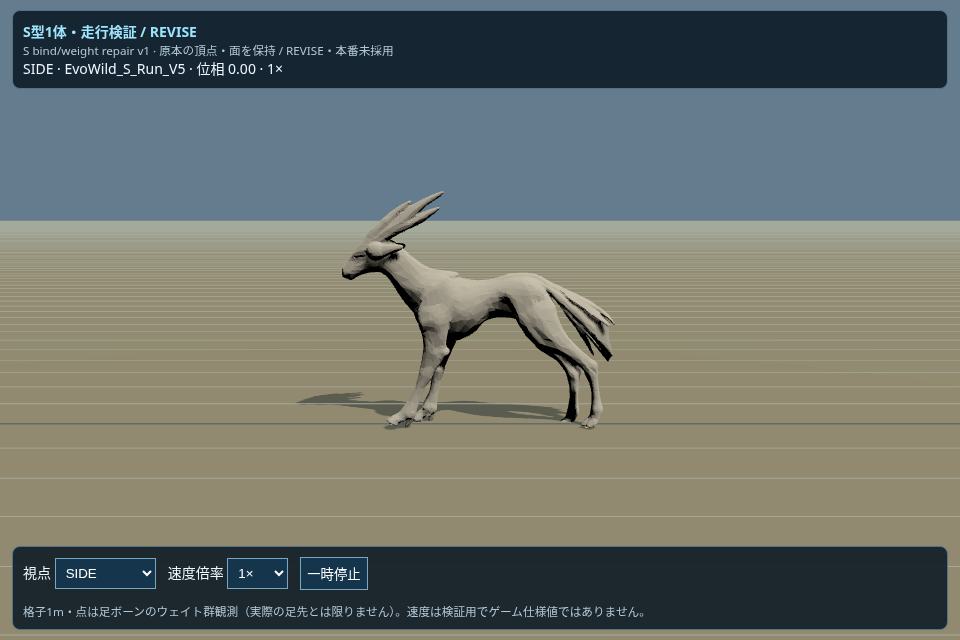 S型1体・走行検証 / REVISE
S bind/weight repair v1 · 原本の頂点・面を保持 / REVISE・本番未採用
SIDE · EvoWild_S_Run_V5 · 位相 0.00 · 1×
視点 SIDE 速度倍率 1× 一時停止
格子1m・点は足ボーンのウェイト群観測（実際の足先とは限りません）。速度は検証用でゲーム仕様値ではありません。